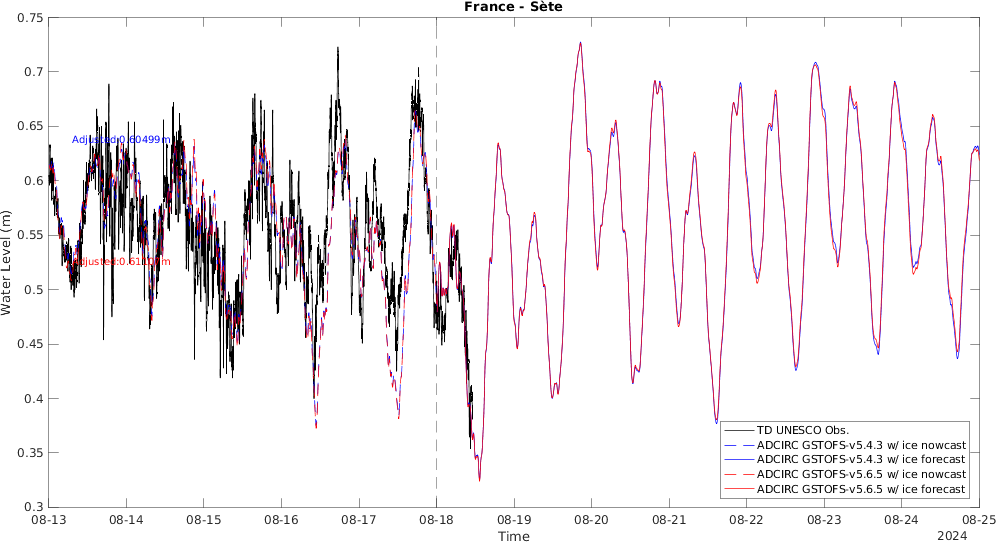 France - Sète
0.75
0.7
0.65
0.6
0.55
0.5
0.45
0.4
0.35
0.3
Water Level (m)
Adjusted:0.60499m
TD UNESCO Obs.
ADCIRC GSTOFS-v5.4.3 w/ ice nowcast
ADCIRC GSTOFS-v5.4.3 w/ ice forecast
ADCIRC GSTOFS-v5.6.5 w/ ice nowcast
ADCIRC GSTOFS-v5.6.5 w/ ice forecast
08-13 08-14 08-15 08-16 08-17 08-18 08-19 08-20 08-21 08-22 08-23 08-24 08-25
Time
2024